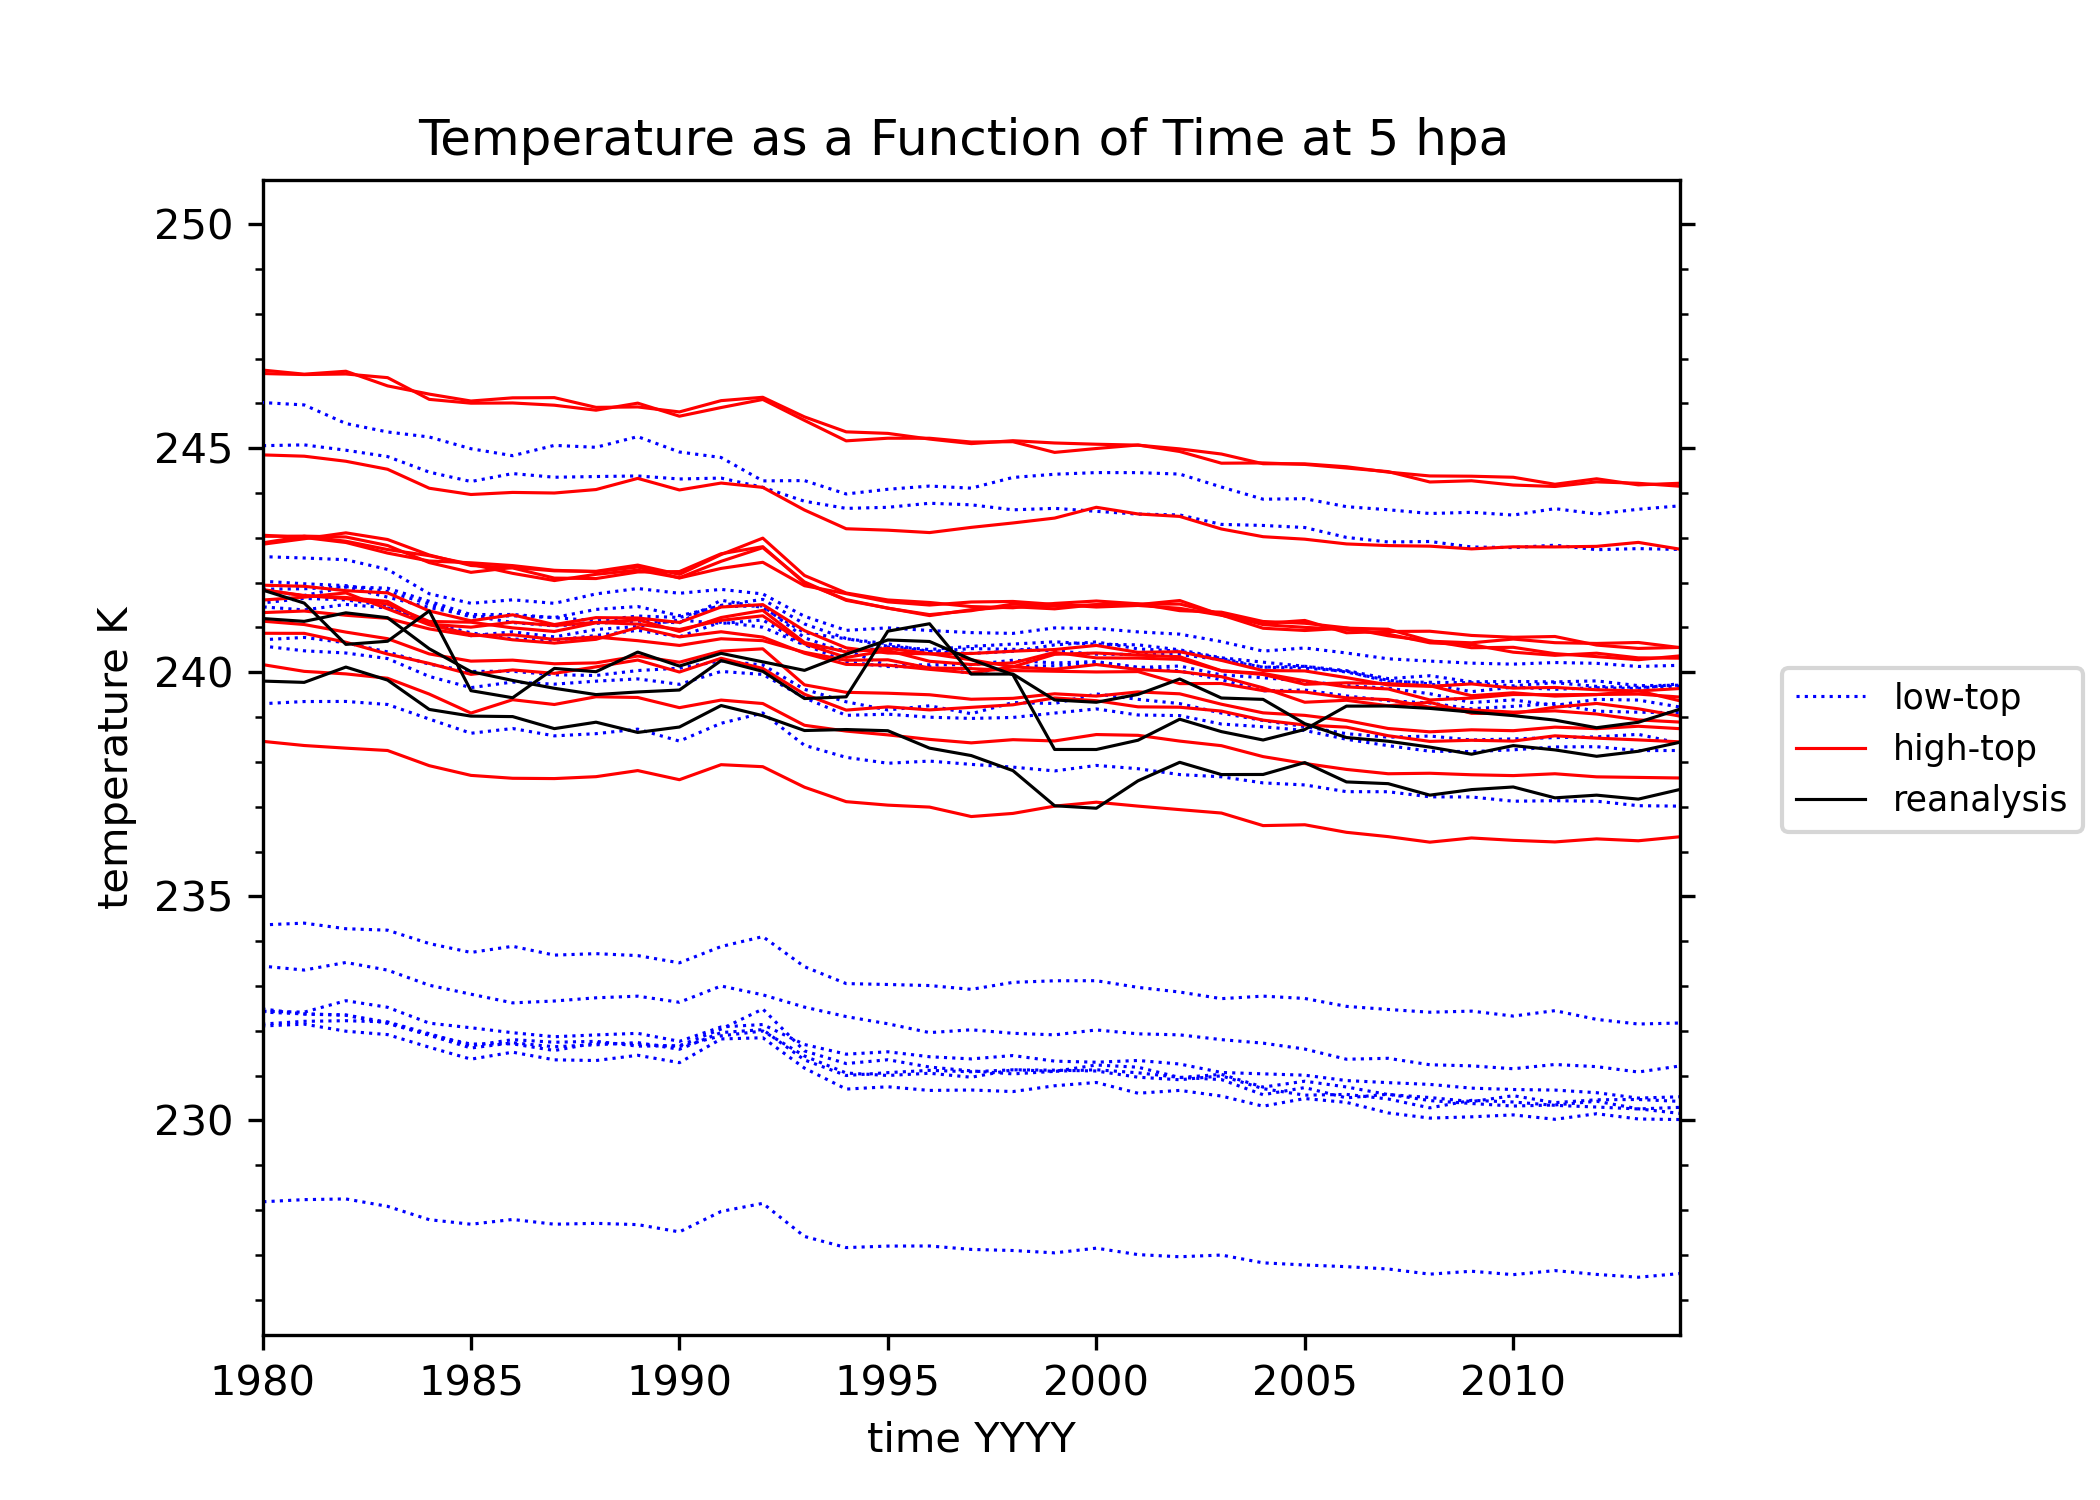 Temperature as a Function of Time at 5 hpa
250
245
240
235
230
temperature K
1980 1985 1990 1995 2000 2005 2010
time YYYY
low-top
high-top
reanalysis